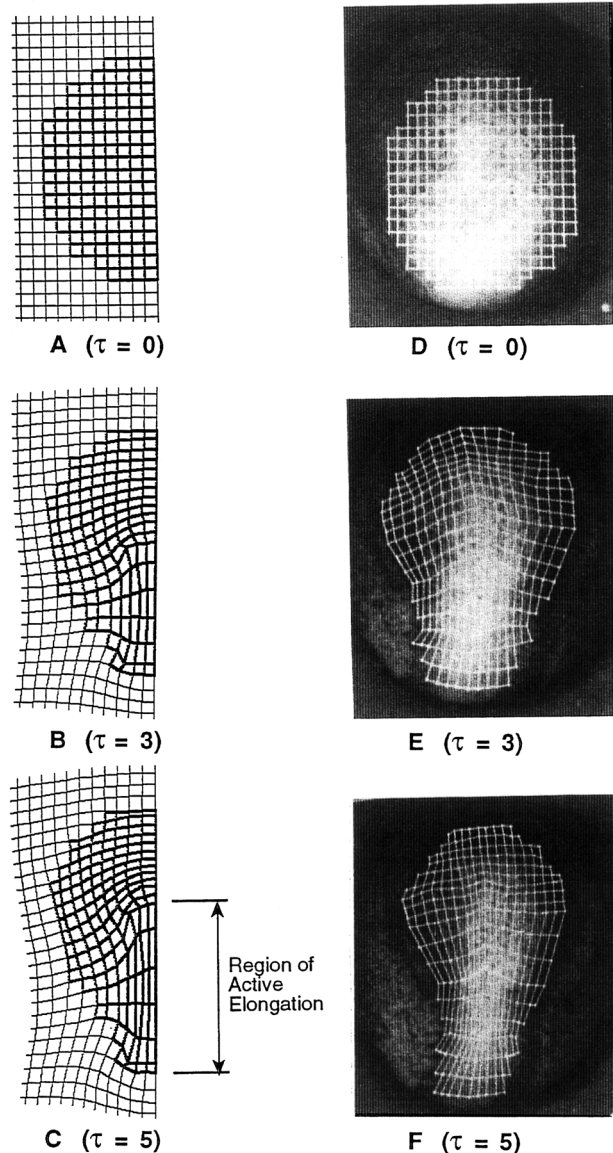 A (τ = 0)
D (τ = 0)
B (τ = 3)
E (τ = 3)
Region of
Active
Elongation
C (τ = 5)
F (τ = 5)